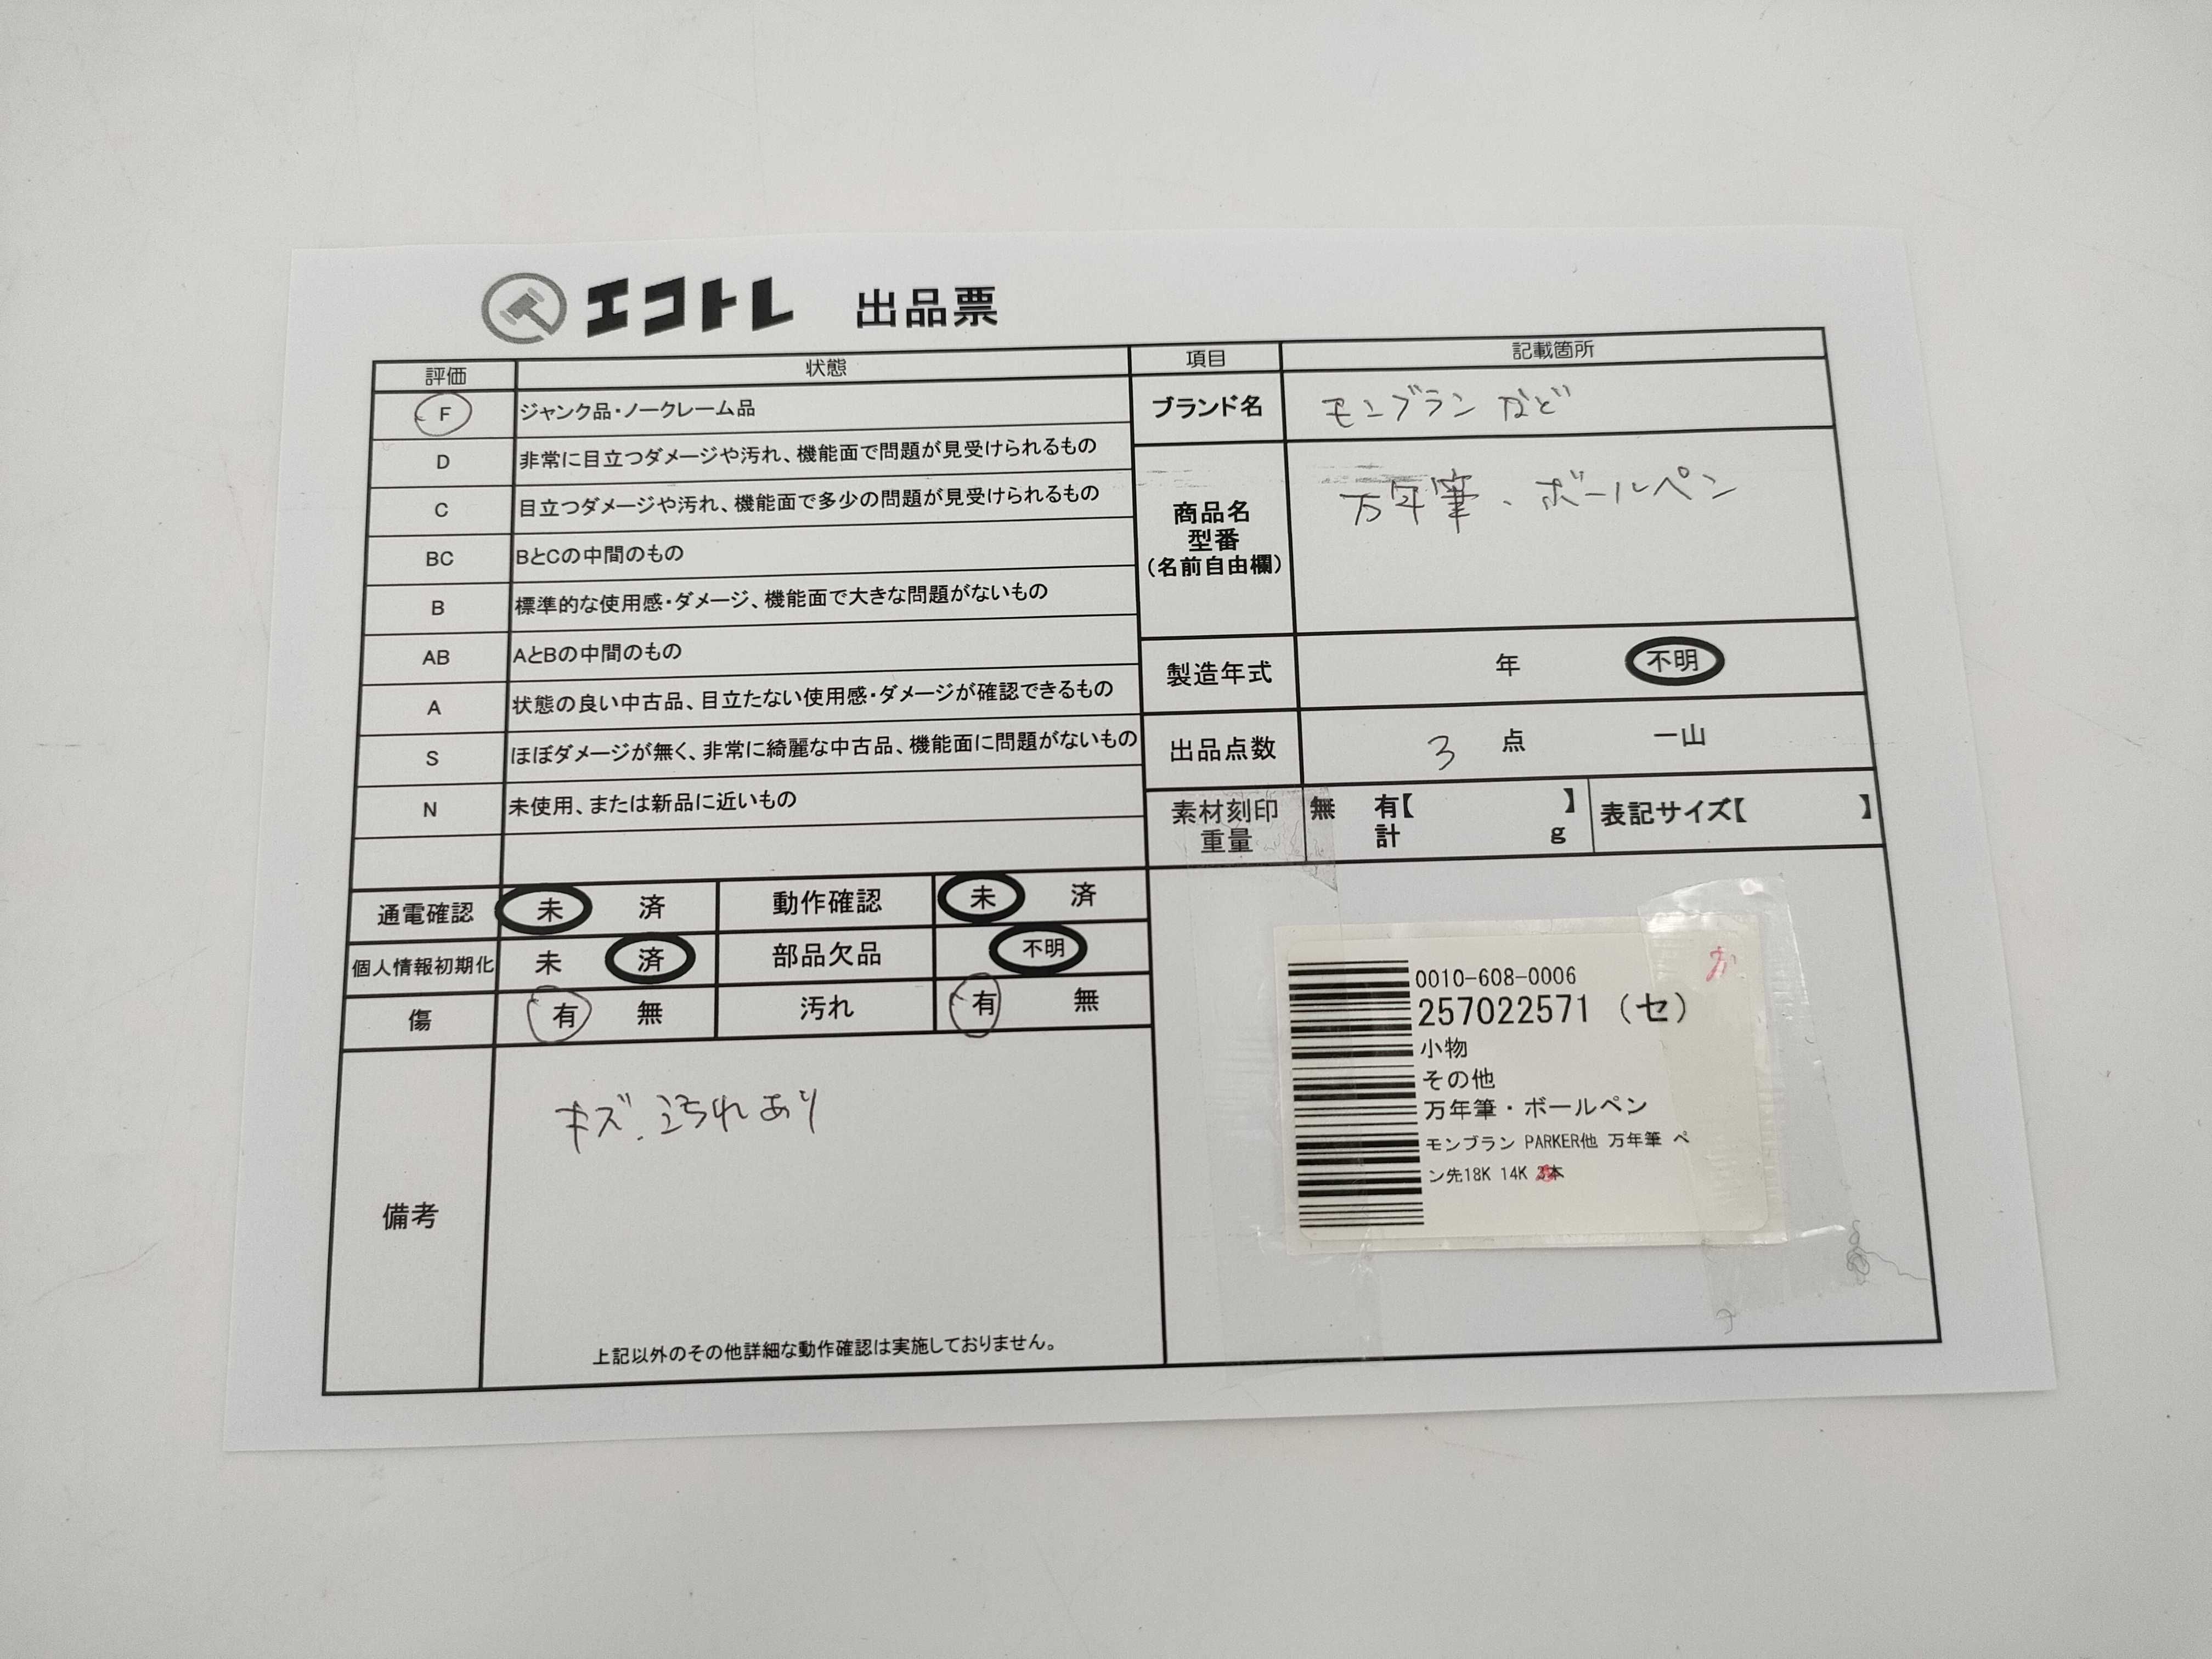 エコトレ 出品票
評価 状態
F ジャンク品・ノークレーム品
D 非常に目立つダメージや汚れ、機能面で問題が見受けられるもの
C 目立つダメージや汚れ、機能面で多少の問題が見受けられるもの
BC BとCの中間のもの
B 標準的な使用感・ダメージ、機能面で大きな問題がないもの
AB AとBの中間のもの
A 状態の良い中古品、目立たない使用感・ダメージが確認できるもの
S ほぼダメージが無く、非常に綺麗な中古品、機能面に問題がないもの
N 未使用、または新品に近いもの
項目 記載箇所
ブランド名 モンブラン など
商品名
型番
(名前自由欄)
万年筆・ボールペン
製造年式 年 不明
出品点数 3 点 一山
素材刻印 無 有【 】 表記サイズ【 】
重量 計 g
通電確認 未 済 動作確認 未 済
個人情報初期化 未 済 部品欠品 不明
傷 有 無 汚れ 有 無
備考
キズ、汚れあり
上記以外のその他詳細な動作確認は実施しておりません。
0010-608-0006
257022571 (セ)
小物
その他
万年筆・ボールペン
モンブラン PARKER他 万年筆 ペ
ン先18K 14K 本